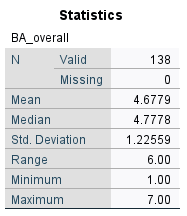 Statistics
BA_overall
N Valid 138
Missing 0
Mean 4.6779
Median 4.7778
Std. Deviation 1.22559
Range 6.00
Minimum 1.00
Maximum 7.00